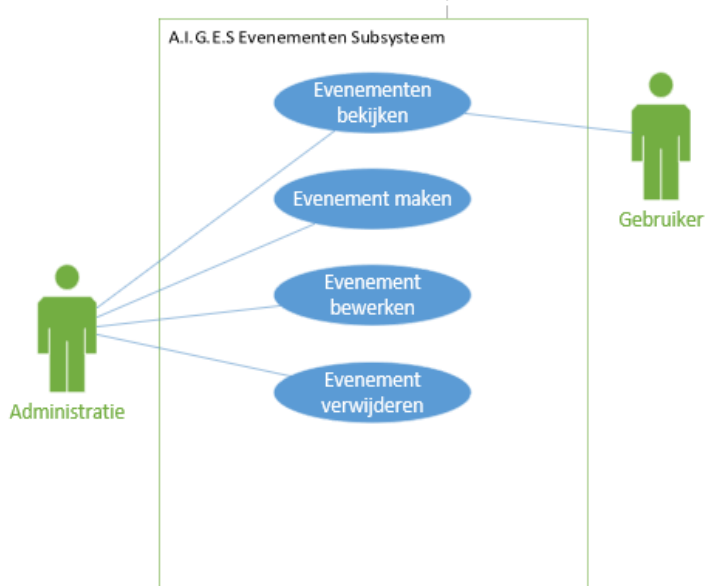 A.I.G.E.S Evenementen Subsysteem
Evenementen
bekijken
Evenement maken
Gebruiker
Evenement
bewerken
Evenement
verwijderen
Administratie